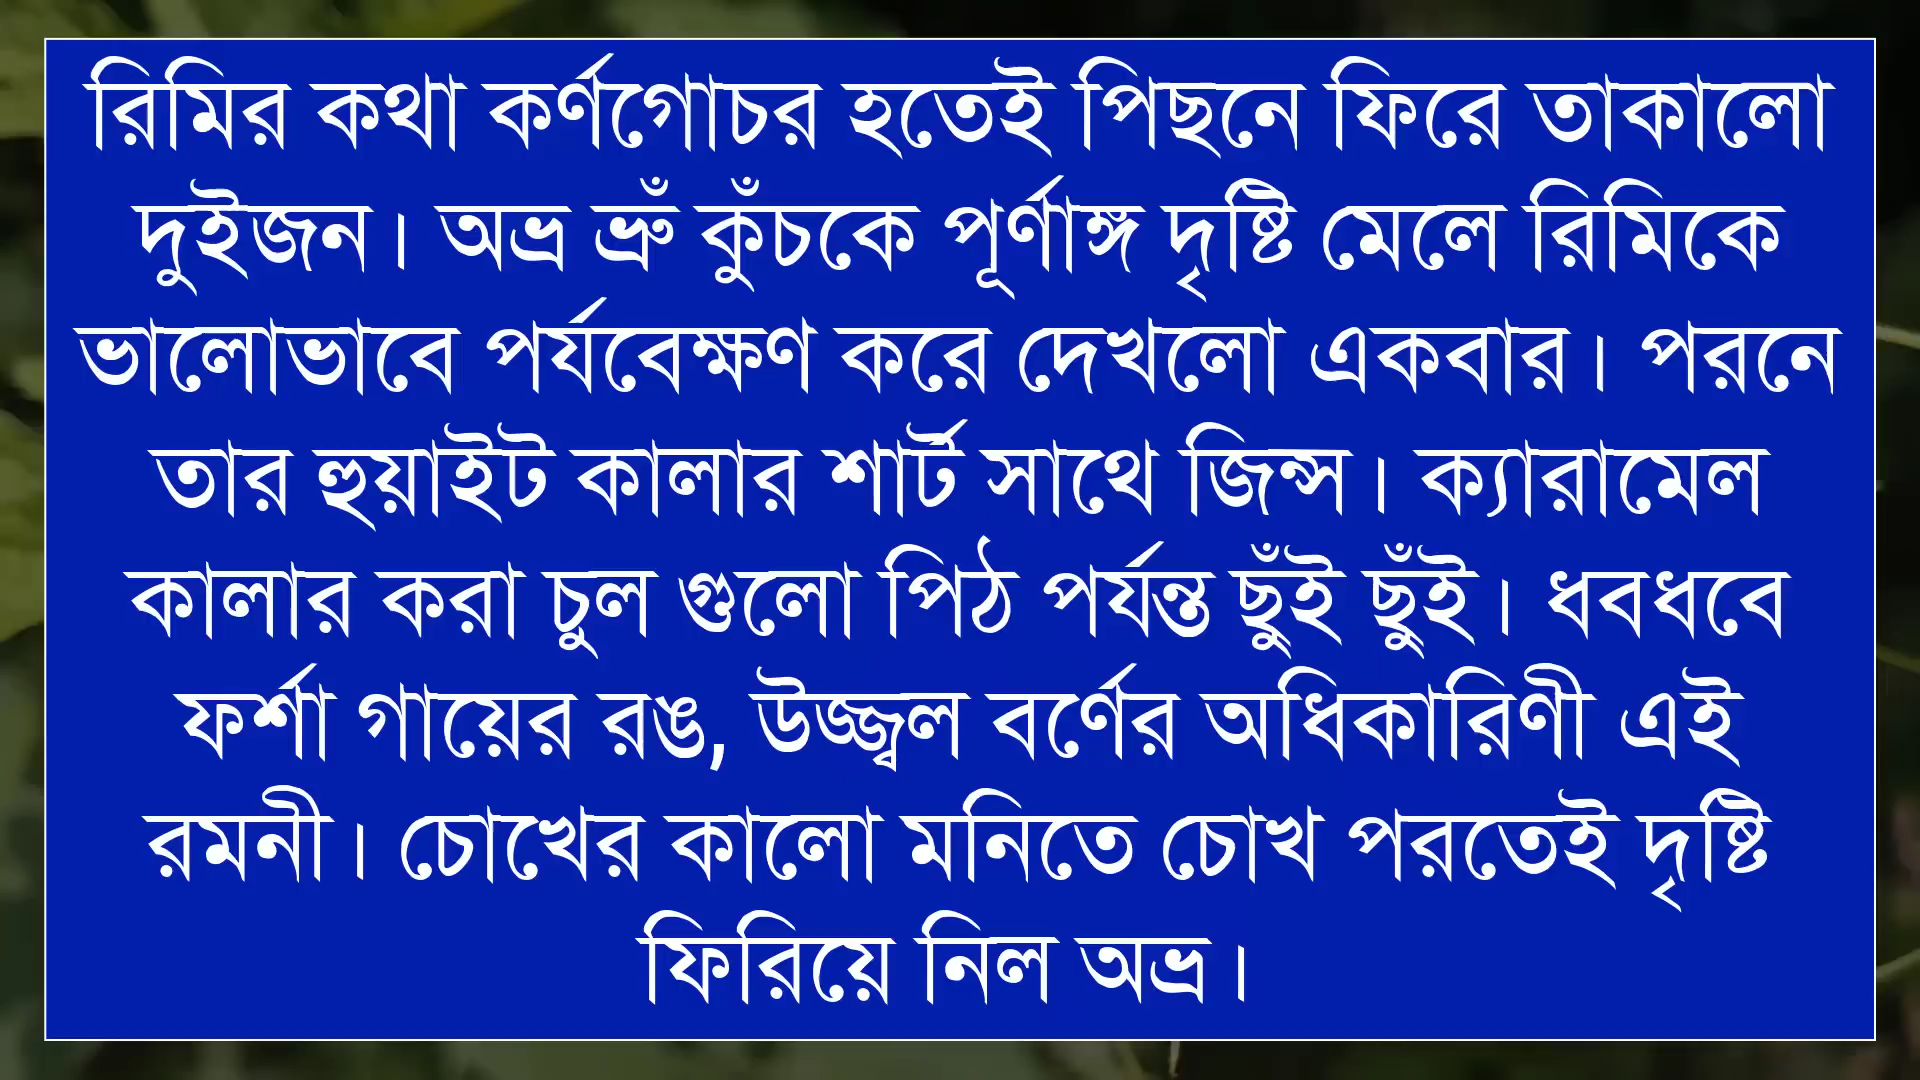 রিমির কথা কর্ণগোচর হতেই পিছনে ফিরে তাকালো
দুইজন। অভ্র ভ্রুঁ কুঁচকে পূর্ণাঙ্গ দৃষ্টি মেলে রিমিকে
ভালোভাবে পর্যবেক্ষণ করে দেখলো একবার। পরনে
তার হুয়াইট কালার শার্ট সাথে জিন্স। ক্যারামেল
কালার করা চুল গুলো পিঠ পর্যন্ত ছুঁই ছুঁই। ধবধবে
ফর্শা গায়ের রঙ, উজ্জ্বল বর্ণের অধিকারিণী এই
রমনী। চোখের কালো মনিতে চোখ পরতেই দৃষ্টি
ফিরিয়ে নিল অভ্র।